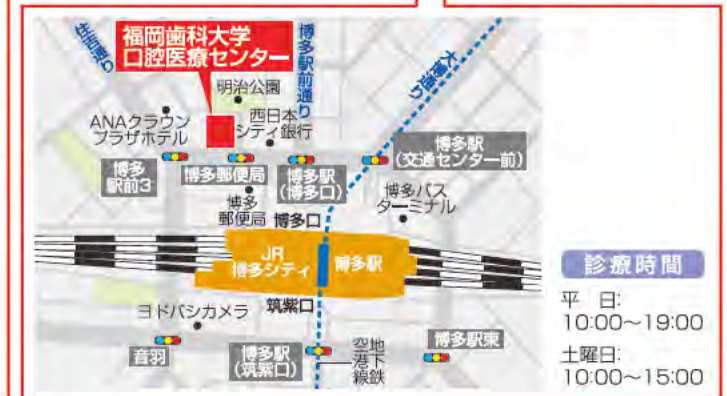 住吉通り
福岡歯科大学
口腔医療センター
博多駅前通り
大博通り
明治公園
ANAクラウン
プラザホテル
西日本
シティ銀行
博多
駅前3
博多郵便局
博多駅
(博多口)
博多駅
(交通センター前)
博多
郵便局
博多口
博多バス
ターミナル
JR
博多シティ
博多駅
筑紫口
ヨドバシカメラ
音羽
博多駅
(筑紫口)
地下鉄
空港線
博多駅東
診療時間
平 日:
10:00～19:00
土曜日:
10:00～15:00